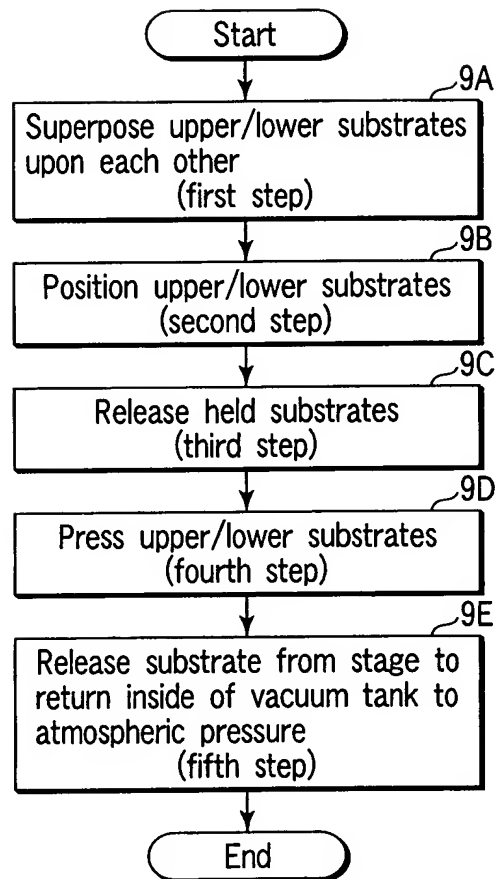 Start
9A
Superpose upper/lower substrates
upon each other
(first step)
9B
Position upper/lower substrates
(second step)
9C
Release held substrates
(third step)
9D
Press upper/lower substrates
(fourth step)
9E
Release substrate from stage to
return inside of vacuum tank to
atmospheric pressure
(fifth step)
End